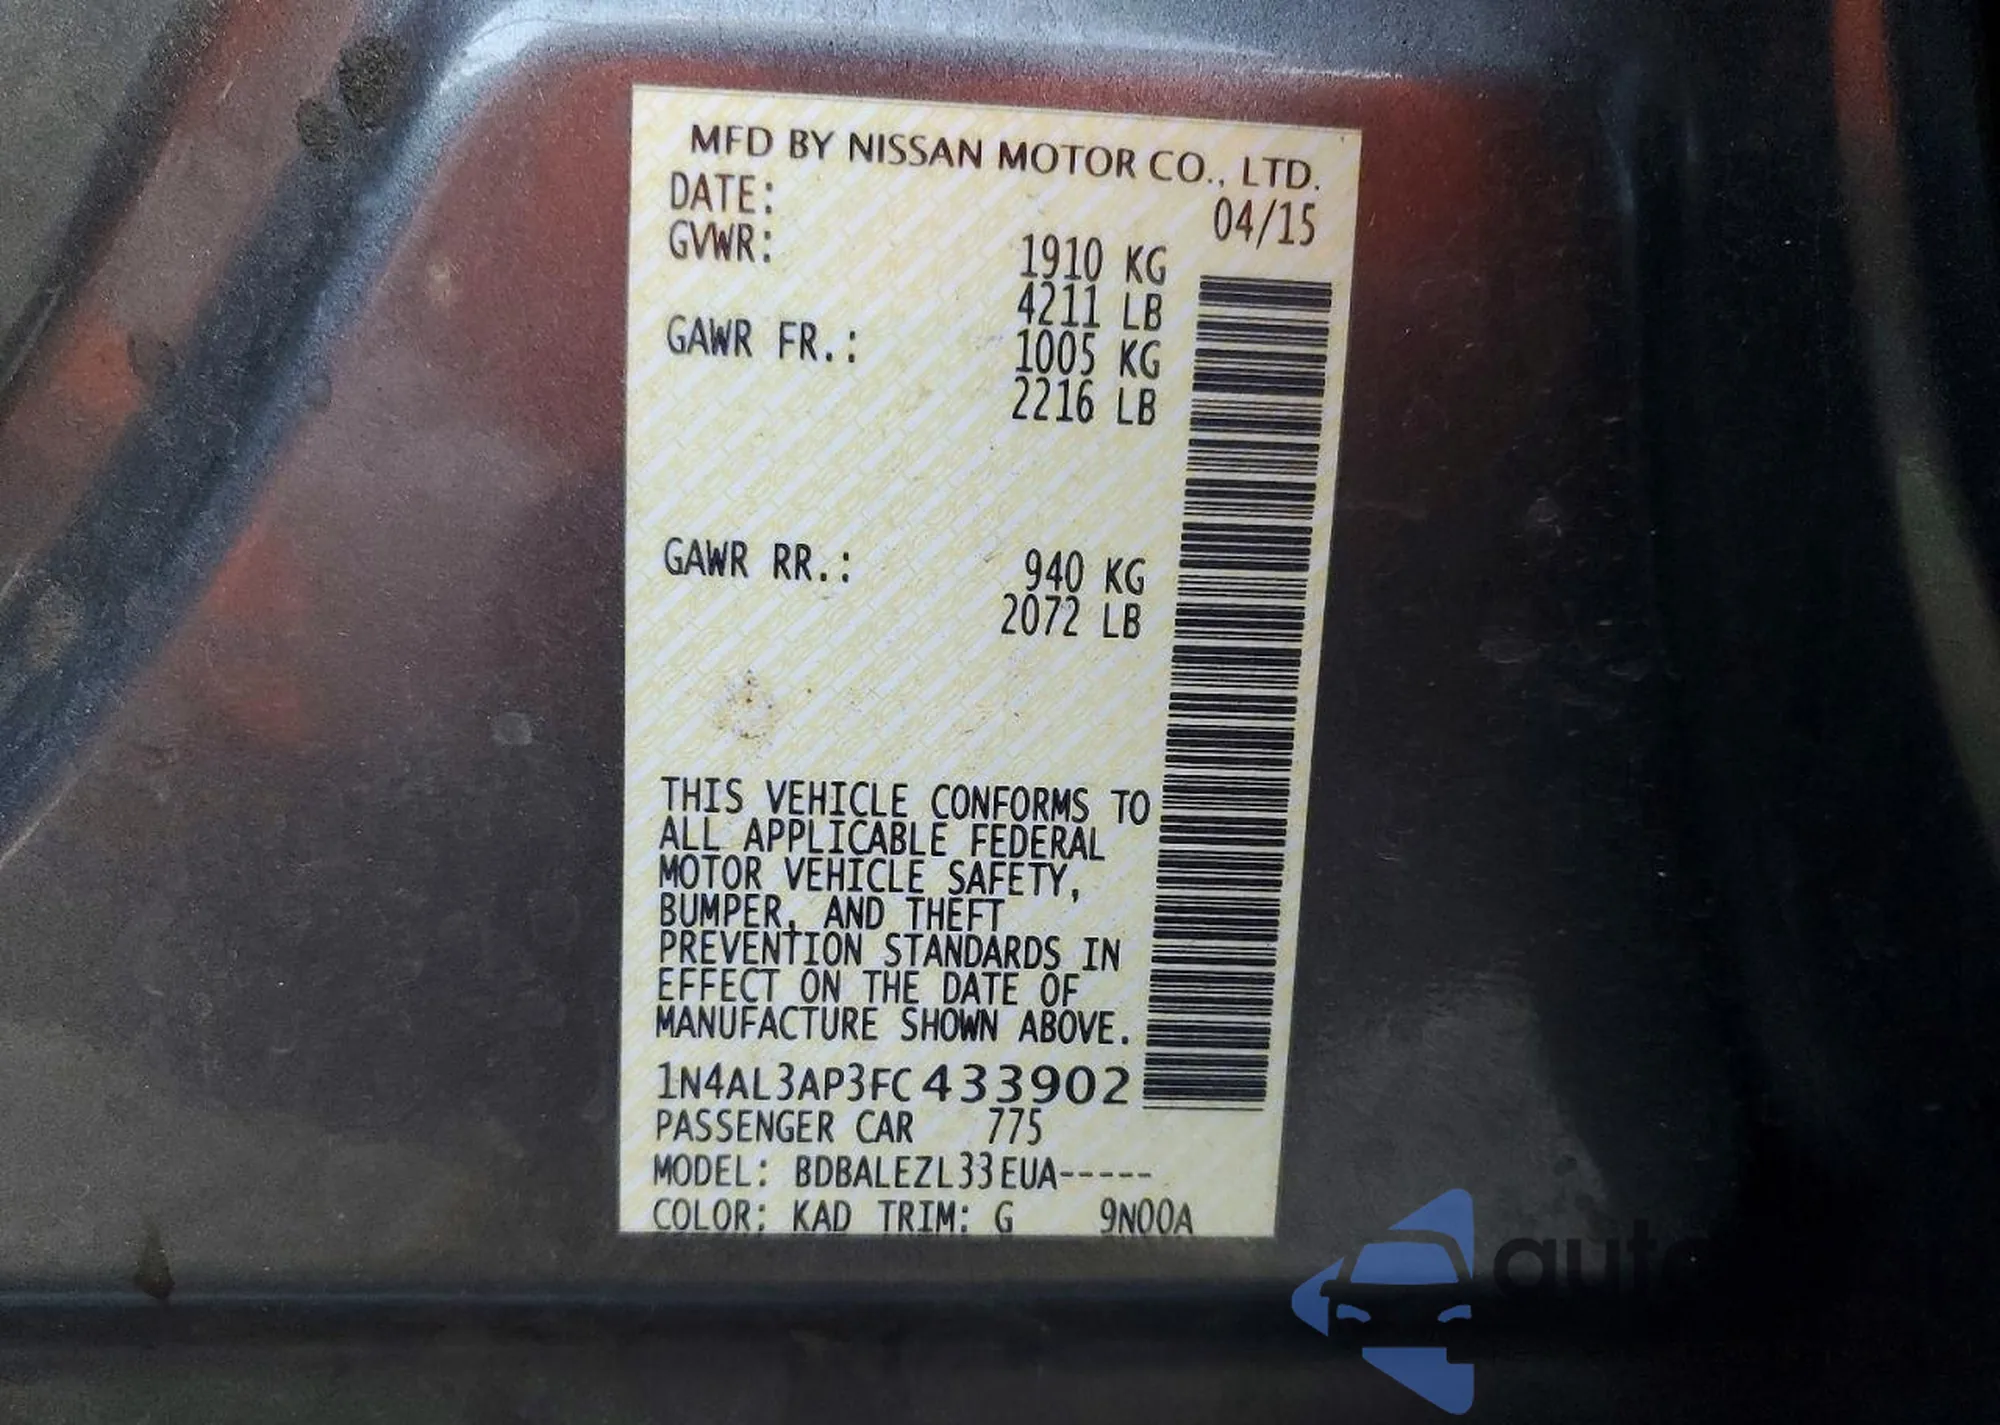 MFD BY NISSAN MOTOR CO., LTD.
DATE: 04/15
GVWR: 1910 KG
4211 LB
GAWR FR.: 1005 KG
2216 LB
GAWR RR.: 940 KG
2072 LB
THIS VEHICLE CONFORMS TO
ALL APPLICABLE FEDERAL
MOTOR VEHICLE SAFETY,
BUMPER, AND THEFT
PREVENTION STANDARDS IN
EFFECT ON THE DATE OF
MANUFACTURE SHOWN ABOVE.
1N4AL3AP3FC433902
PASSENGER CAR 775
MODEL: BDBALEZL33EUA-----
COLOR: KAD TRIM: G 9N00A